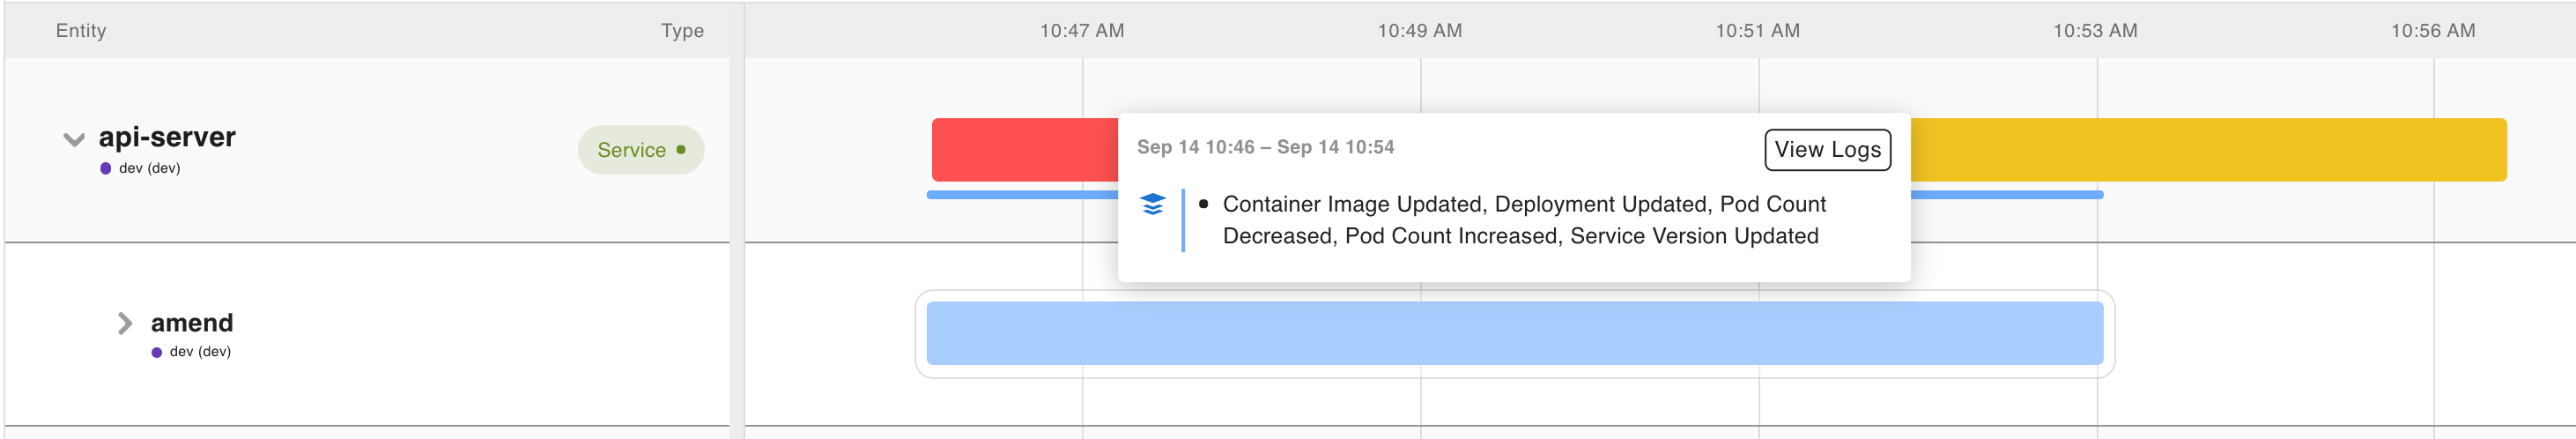 Entity Type 10:47 AM 10:49 AM 10:51 AM 10:53 AM 10:56 AM
api-server
dev (dev)
Service
Sep 14 10:46 – Sep 14 10:54
View Logs
• Container Image Updated, Deployment Updated, Pod Count
Decreased, Pod Count Increased, Service Version Updated
amend
dev (dev)